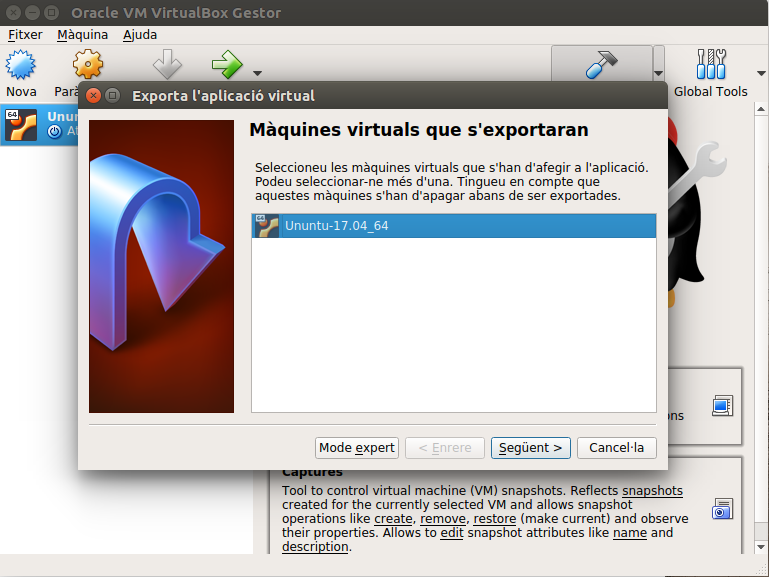 Oracle VM VirtualBox Gestor
Fitxer Màquina Ajuda
Nova
Global Tools
64
Exporta l'aplicació virtual
Màquines virtuals que s'exportaran
Seleccioneu les màquines virtuals que s'han d'afegir a l'aplicació.
Podeu seleccionar-ne més d'una. Tingueu en compte que
aquestes màquines s'han d'apagar abans de ser exportades.
64
Ununtu-17.04_64
Mode expert
< Enrere
Següent >
Cancel·la
Captures
Tool to control virtual machine (VM) snapshots. Reflects snapshots
created for the currently selected VM and allows snapshot
operations like create, remove, restore (make current) and observe
their properties. Allows to edit snapshot attributes like name and
description.